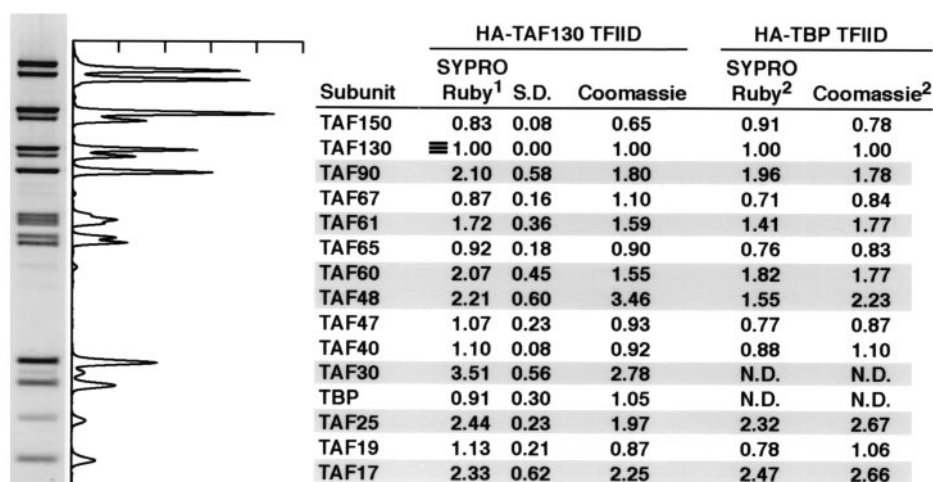 HA-TAF130 TFIID HA-TBP TFIID
SYPRO SYPRO
Subunit Ruby1 S.D. Coomassie Ruby2 Coomassie2
TAF150 0.83 0.08 0.65 0.91 0.78
TAF130 ≡ 1.00 0.00 1.00 1.00 1.00
TAF90 2.10 0.58 1.80 1.96 1.78
TAF67 0.87 0.16 1.10 0.71 0.84
TAF61 1.72 0.36 1.59 1.41 1.77
TAF65 0.92 0.18 0.90 0.76 0.83
TAF60 2.07 0.45 1.55 1.82 1.77
TAF48 2.21 0.60 3.46 1.55 2.23
TAF47 1.07 0.23 0.93 0.77 0.87
TAF40 1.10 0.08 0.92 0.88 1.10
TAF30 3.51 0.56 2.78 N.D. N.D.
TBP 0.91 0.30 1.05 N.D. N.D.
TAF25 2.44 0.23 1.97 2.32 2.67
TAF19 1.13 0.21 0.87 0.78 1.06
TAF17 2.33 0.62 2.25 2.47 2.66